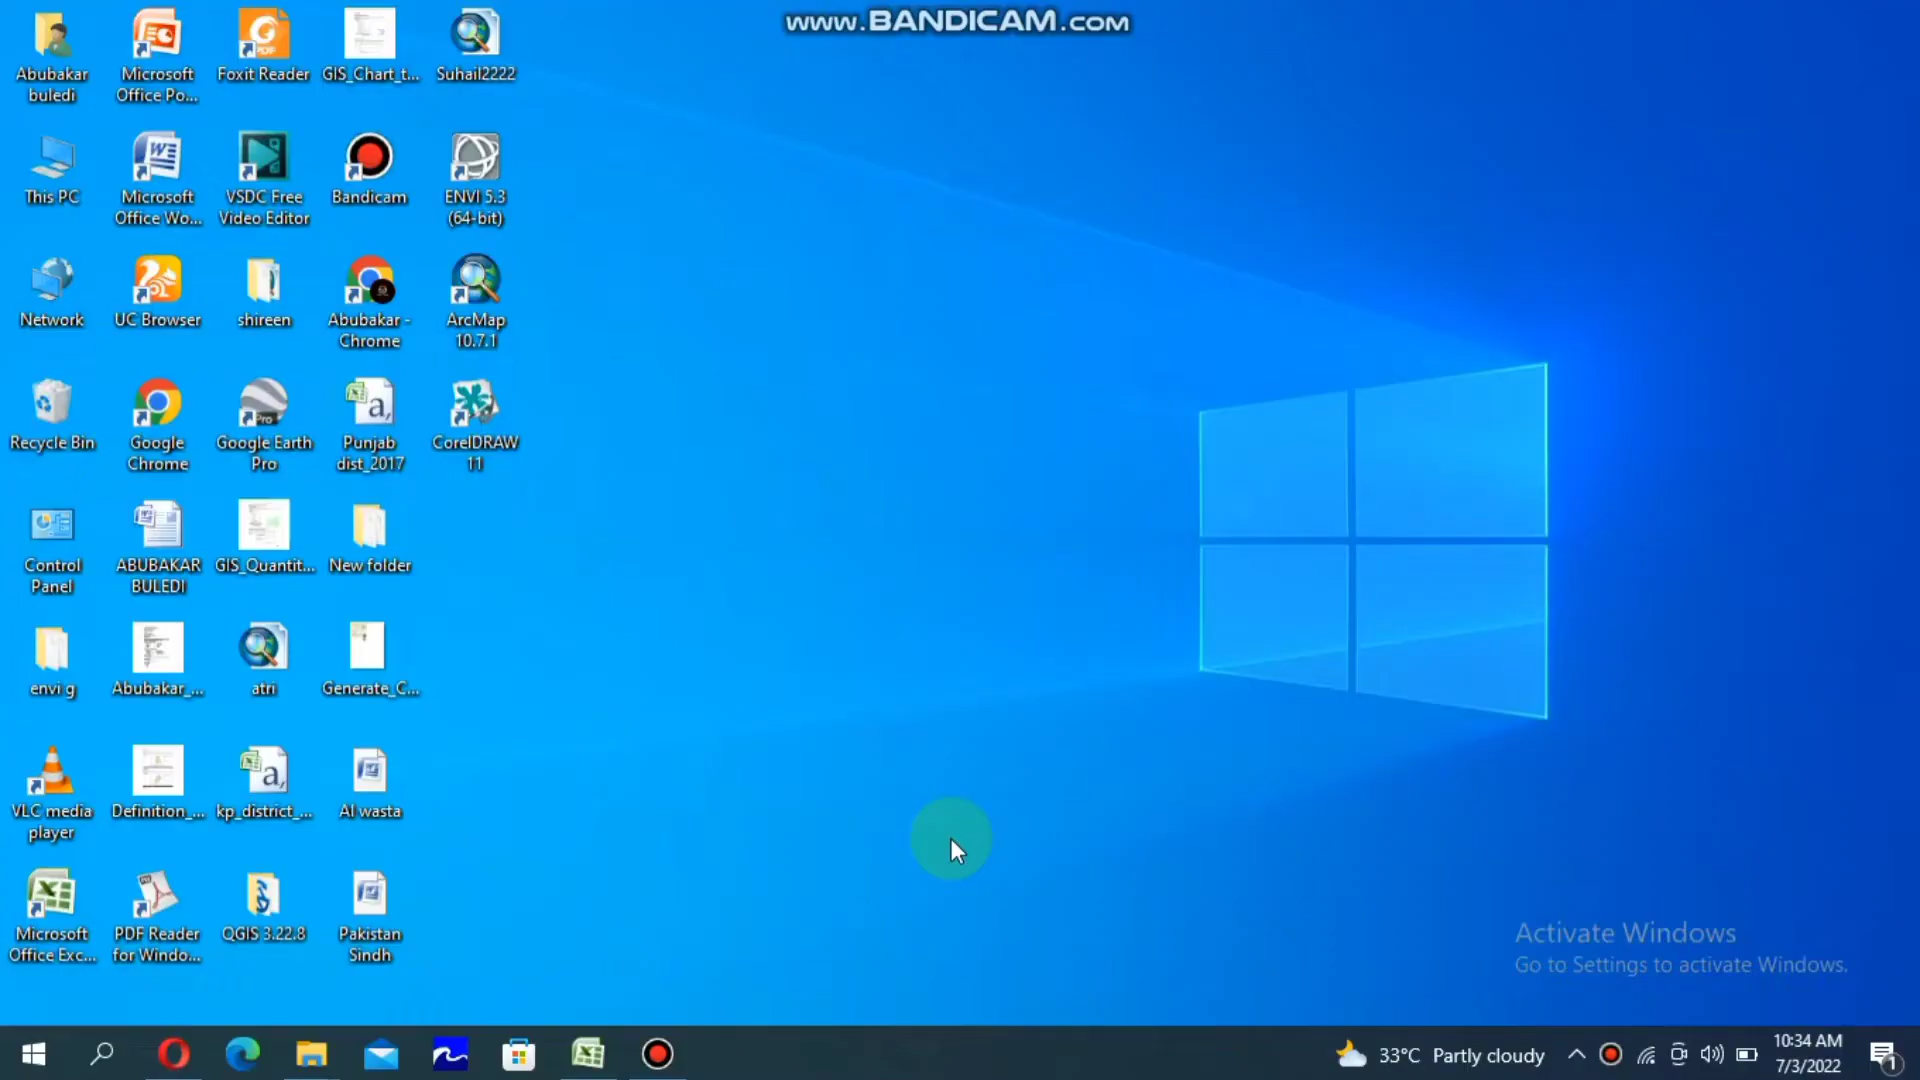 www.BANDICAM.com
Abubakar
buledi
Microsoft
Office Po...
Foxit Reader
GIS_Chart_t...
Suhail2222
This PC
Microsoft
Office Wo...
VSDC Free
Video Editor
Bandicam
ENVI 5.3
(64-bit)
Network
UC Browser
shireen
Abubakar -
Chrome
ArcMap
10.7.1
Recycle Bin
Google
Chrome
Google Earth
Pro
Punjab
dist_2017
CorelDRAW
11
Control
Panel
ABUBAKAR
BULEDI
GIS_Quantit...
New folder
envi g
Abubakar_...
atri
Generate_C...
VLC media
player
Definition_...
kp_district_...
Al wasta
Microsoft
Office Exc...
PDF Reader
for Windo...
QGIS 3.22.8
Pakistan
Sindh
Activate Windows
Go to Settings to activate Windows.
33°C Partly cloudy
10:34 AM
7/3/2022
1